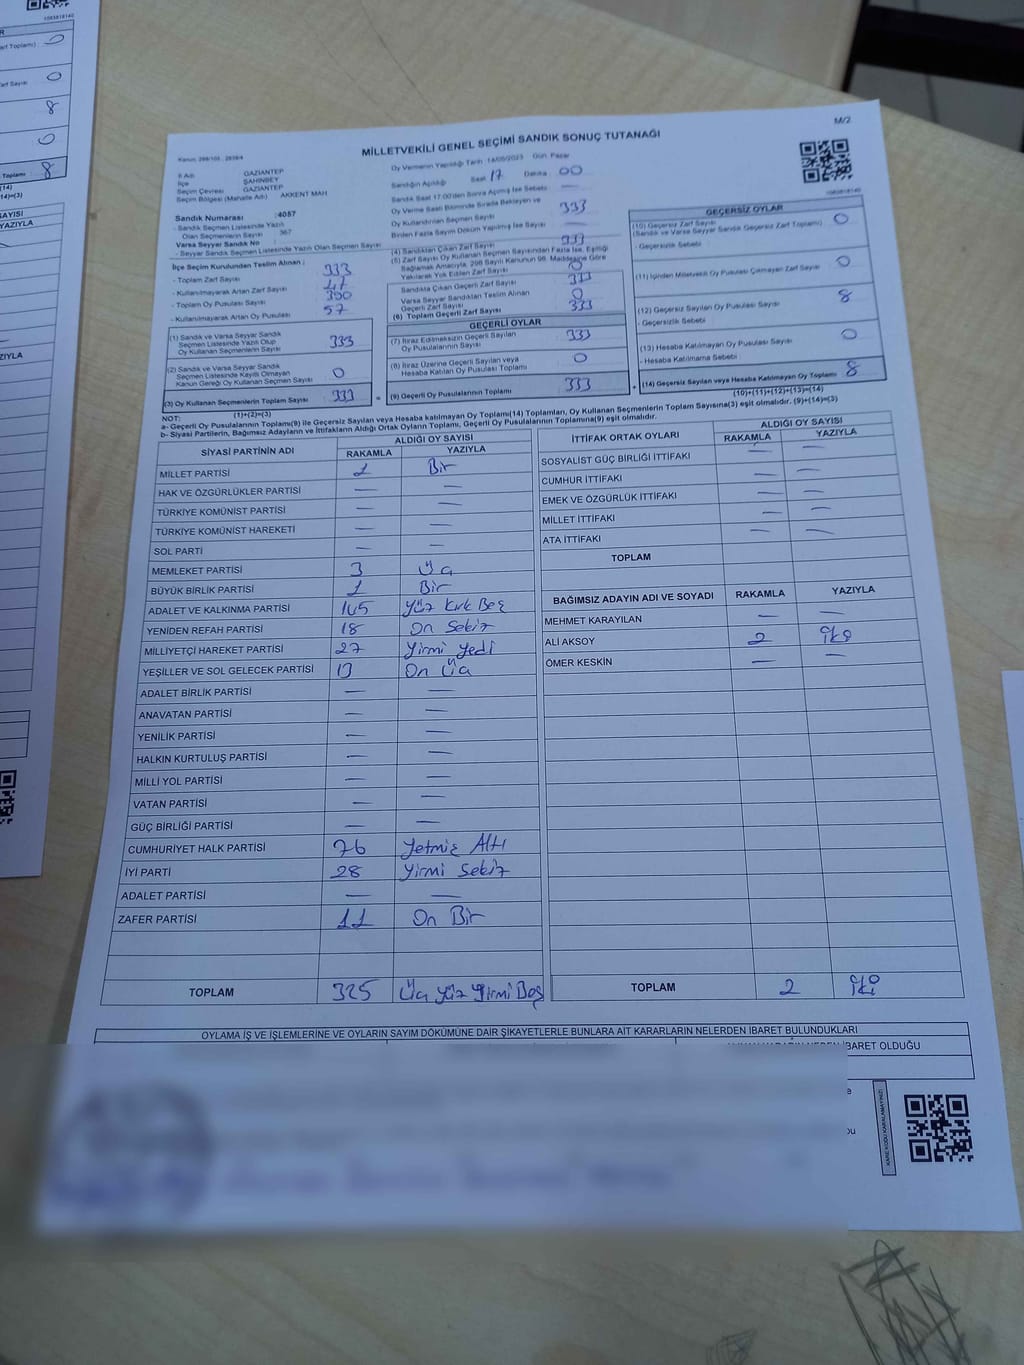 M/2
MİLLETVEKİLİ GENEL SEÇİMİ SANDIK SONUÇ TUTANAĞI
İl Adı GAZİANTEP
İlçe ŞAHİNBEY
Seçim Çevresi GAZİANTEP
Seçim Bölgesi (Mahalle Adı) AKKENT MAH
Sandık Numarası :4057
- Sandık Seçmen Listesinde Yazılı
Olan Seçmenlerin Sayısı : 367
Varsa Seyyar Sandık No
- Seyyar Sandık Seçmen Listesinde Yazılı Olan Seçmen Sayısı
İlçe Seçim Kurulundan Teslim Alınan ;
- Toplam Zarf Sayısı
- Kullanılmayarak Artan Zarf Sayısı 47
- Toplam Oy Pusulası Sayısı
- Kullanılmayarak Artan Oy Pusulası 57
(1) Sandık ve Varsa Seyyar Sandık
Seçmen Listesinde Yazılı Olup
Oy Kullanan Seçmenlerin Sayısı 333
(2) Sandık ve Varsa Seyyar Sandık
Seçmen Listesinde Kayıtlı Olmayan
Kanun Gereği Oy Kullanan Seçmen Sayısı 0
(3) Oy Kullanan Seçmenlerin Toplam Sayısı 333
(1)+(2)=(3)
Oy Vermenin Yapıldığı Tarih : 14/05/2023 Gün: Pazar
Sandığın Açıldığı Saat 17 Dakika 00
Sandık Saat 17:00'den Sonra Açılmış İse Sebebi —
Oy Verme Saati Bitiminde Sırada Bekleyen ve
Oy Kullandırılan Seçmen Sayısı 333
Birden Fazla Sayım Döküm Yapılmış İse Sayısı —
(4) Sandıktan Çıkan Zarf Sayısı 333
(5) Zarf Sayısı Oy Kullanan Seçmen Sayısından Fazla İse, Eşitliği
Sağlamak Amacıyla, 298 Sayılı Kanunun 98. Maddesine Göre
Yakılarak Yok Edilen Zarf Sayısı 0
Sandıkta Çıkan Geçerli Zarf Sayısı 333
Varsa Seyyar Sandıktan Teslim Alınan
Geçerli Zarf Sayısı 0
(6) Toplam Geçerli Zarf Sayısı 333
GEÇERLİ OYLAR
(7) İtiraz Edilmeksizin Geçerli Sayılan
Oy Pusulalarının Sayısı 333
(8) İtiraz Üzerine Geçerli Sayılan veya
Hesaba Katılan Oy Pusulası Toplamı 0
(9) Geçerli Oy Pusulalarının Toplamı 333
GEÇERSİZ OYLAR
(10) Geçersiz Zarf Sayısı
(Sandık ve Varsa Seyyar Sandık Geçersiz Zarf Toplamı) 0
- Geçersizlik Sebebi :
(11) İçinden Milletvekili Oy Pusulası Çıkmayan Zarf Sayısı 0
(12) Geçersiz Sayılan Oy Pusulası Sayısı 8
- Geçersizlik Sebebi :
(13) Hesaba Katılmayan Oy Pusulası Sayısı 0
- Hesaba Katılmama Sebebi
(14) Geçersiz Sayılan veya Hesaba Katılmayan Oy Toplamı 8
(10)+(11)+(12)+(13)=(14)
NOT:
a- Geçerli Oy Pusulalarının Toplamı(9) ile Geçersiz Sayılan veya Hesaba katılmayan Oy Toplamı(14) Toplamları, Oy Kullanan Seçmenlerin Toplam Sayısına(3) eşit olmalıdır. (9)+(14)=(3)
b- Siyasi Partilerin, Bağımsız Adayların ve İttifakların Aldığı Ortak Oyların Toplamı, Geçerli Oy Pusulalarının Toplamına(9) eşit olmalıdır.
SİYASİ PARTİNİN ADI ALDIĞI OY SAYISI
RAKAMLA YAZIYLA
MİLLET PARTİSİ 1 Bir
HAK VE ÖZGÜRLÜKLER PARTİSİ — —
TÜRKİYE KOMÜNİST PARTİSİ — —
TÜRKİYE KOMÜNİST HAREKETİ — —
SOL PARTİ — —
MEMLEKET PARTİSİ 3 Üç
BÜYÜK BİRLİK PARTİSİ 1 Bir
ADALET VE KALKINMA PARTİSİ 145 Yüz Kırk Beş
YENİDEN REFAH PARTİSİ 18 On Sekiz
MİLLİYETÇİ HAREKET PARTİSİ 27 Yirmi Yedi
YEŞİLLER VE SOL GELECEK PARTİSİ 13 On Üç
ADALET BİRLİK PARTİSİ — —
ANAVATAN PARTİSİ — —
YENİLİK PARTİSİ — —
HALKIN KURTULUŞ PARTİSİ — —
MİLLİ YOL PARTİSİ — —
VATAN PARTİSİ — —
GÜÇ BİRLİĞİ PARTİSİ — —
CUMHURİYET HALK PARTİSİ 76 Yetmiş Altı
İYİ PARTİ 28 Yirmi Sekiz
ADALET PARTİSİ — —
ZAFER PARTİSİ 11 On Bir
TOPLAM 325 Üç Yüz Yirmi Beş
İTTİFAK ORTAK OYLARI ALDIĞI OY SAYISI
RAKAMLA YAZIYLA
SOSYALİST GÜÇ BİRLİĞİ İTTİFAKI — —
CUMHUR İTTİFAKI — —
EMEK VE ÖZGÜRLÜK İTTİFAKI — —
MİLLET İTTİFAKI — —
ATA İTTİFAKI — —
TOPLAM
BAĞIMSIZ ADAYIN ADI VE SOYADI RAKAMLA YAZIYLA
MEHMET KARAYILAN — —
ALİ AKSOY 2 İki
ÖMER KESKİN — —
TOPLAM 2 İki
OYLAMA İŞ VE İŞLEMLERİNE VE OYLARIN SAYIM DÖKÜMÜNE DAİR ŞİKAYETLERLE BUNLARA AİT KARARLARIN NELERDEN İBARET BULUNDUKLARI
İBARET OLDUĞU